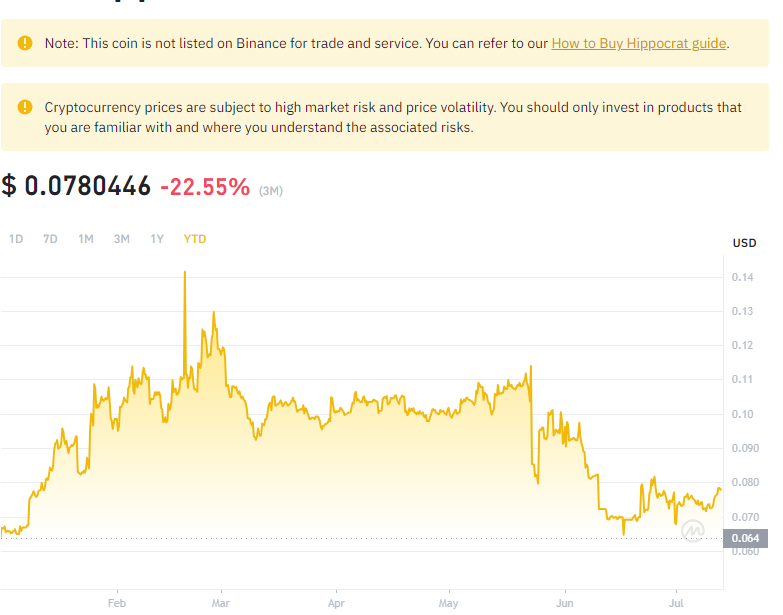 Note: This coin is not listed on Binance for trade and service. You can refer to our How to Buy Hippocrat guide.
Cryptocurrency prices are subject to high market risk and price volatility. You should only invest in products that
you are familiar with and where you understand the associated risks.
$ 0.0780446 -22.55% (3M)
1D 7D 1M 3M 1Y YTD
USD
0.14
0.13
0.12
0.11
0.10
0.090
0.080
0.070
0.064
0.060
Feb Mar Apr May Jun Jul